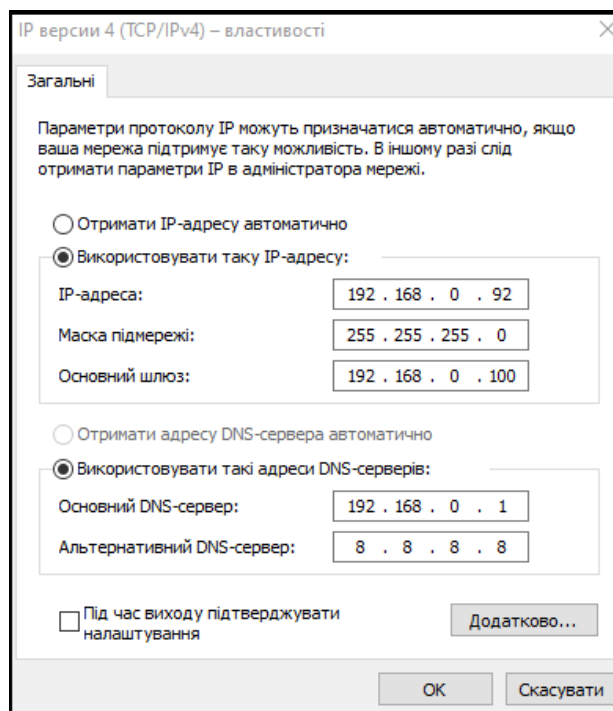 IP версии 4 (TCP/IPv4) – властивості
Загальні
Параметри протоколу IP можуть призначатися автоматично, якщо
ваша мережа підтримує таку можливість. В іншому разі слід
отримати параметри IP в адміністратора мережі.
Отримати IP-адресу автоматично
Використовувати таку IP-адресу:
IP-адреса: 192 . 168 . 0 . 92
Маска підмережі: 255 . 255 . 255 . 0
Основний шлюз: 192 . 168 . 0 . 100
Отримати адресу DNS-сервера автоматично
Використовувати такі адреси DNS-серверів:
Основний DNS-сервер: 192 . 168 . 0 . 1
Альтернативний DNS-сервер: 8 . 8 . 8 . 8
Під час виходу підтверджувати
налаштування
Додатково...
ОК Скасувати